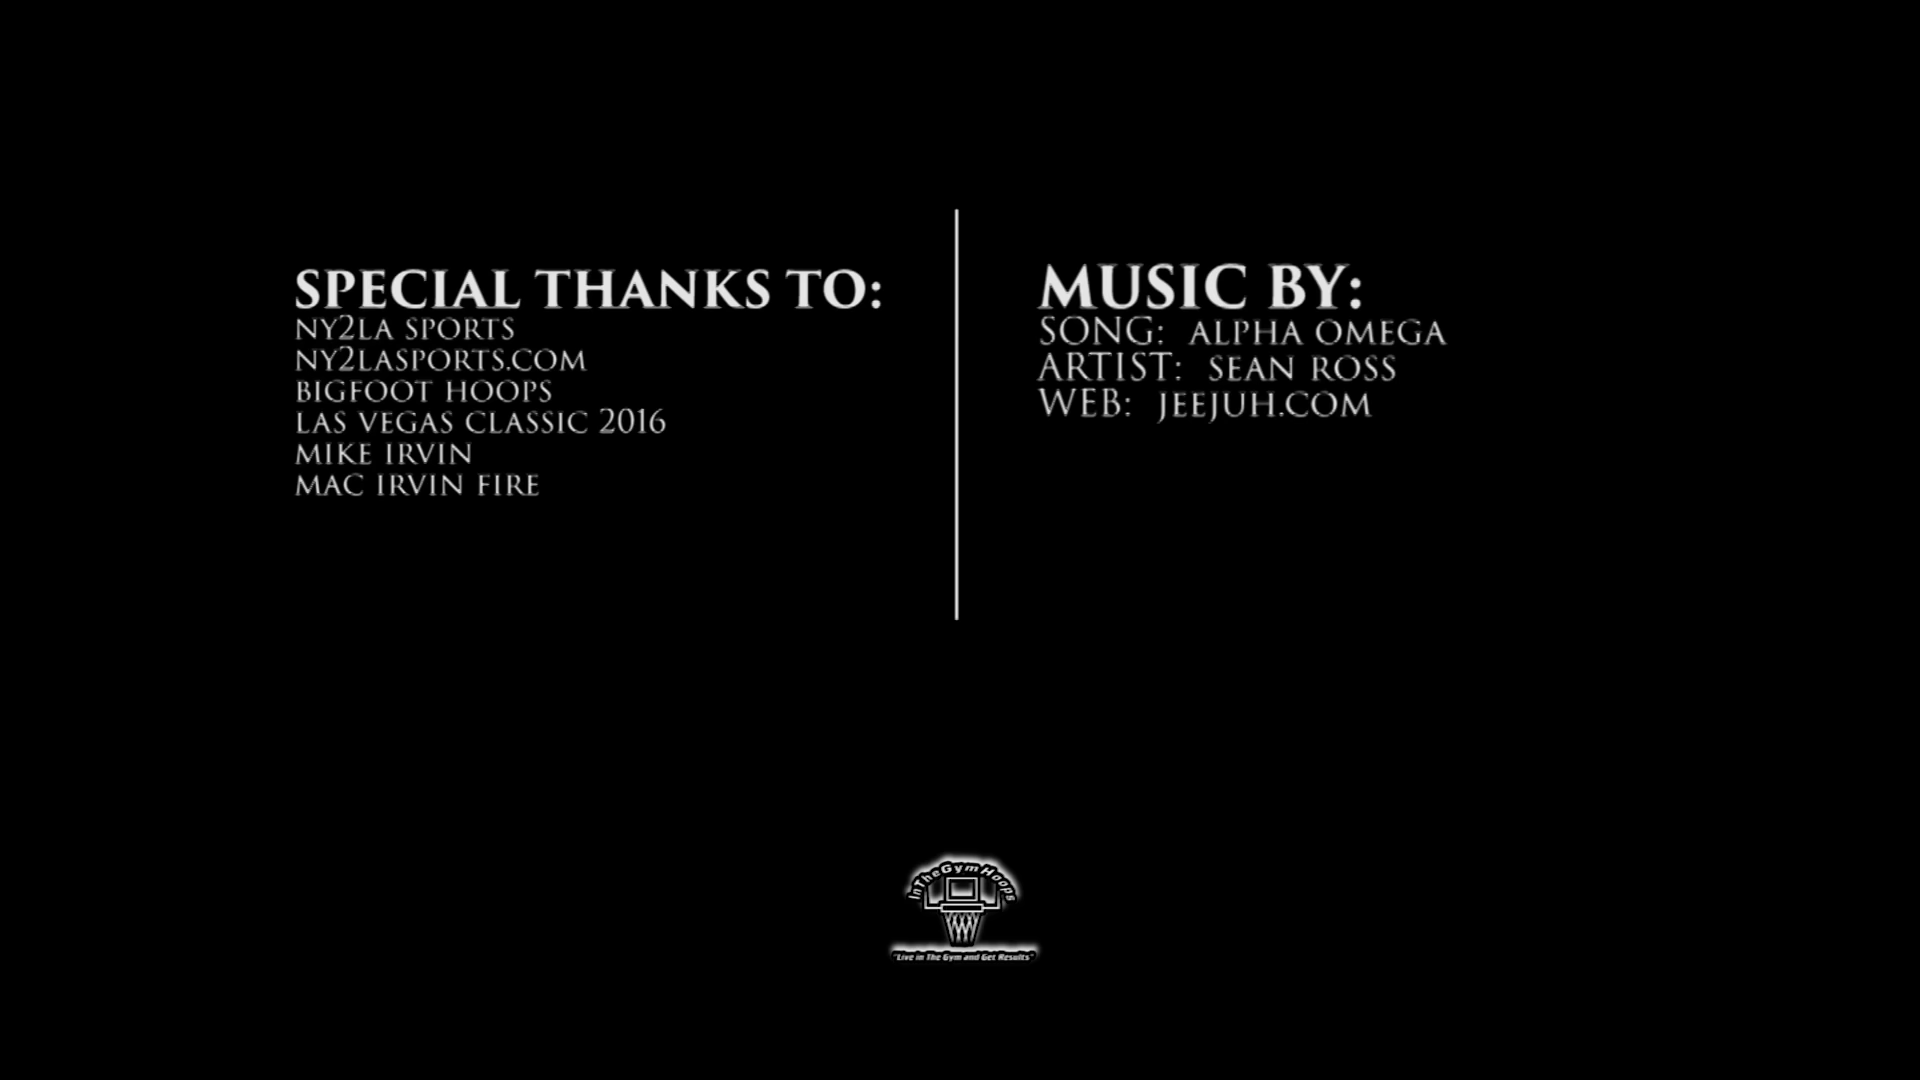 SPECIAL THANKS TO:
NY2LA SPORTS
NY2LASPORTS.COM
BIGFOOT HOOPS
LAS VEGAS CLASSIC 2016
MIKE IRVIN
MAC IRVIN FIRE
MUSIC BY:
SONG: ALPHA OMEGA
ARTIST: SEAN ROSS
WEB: JEEJUH.COM
InTheGymHoops
"Live in The Gym and Get Results"